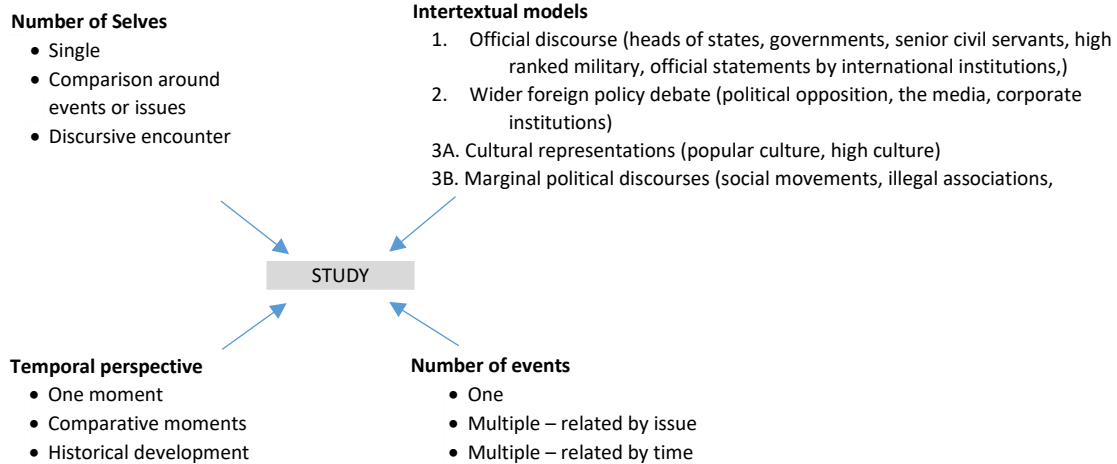 Number of Selves
• Single
• Comparison around
events or issues
• Discursive encounter
Intertextual models
1. Official discourse (heads of states, governments, senior civil servants, high
ranked military, official statements by international institutions,)
2. Wider foreign policy debate (political opposition, the media, corporate
institutions)
3A. Cultural representations (popular culture, high culture)
3B. Marginal political discourses (social movements, illegal associations,
STUDY
Temporal perspective
• One moment
• Comparative moments
• Historical development
Number of events
• One
• Multiple – related by issue
• Multiple – related by time